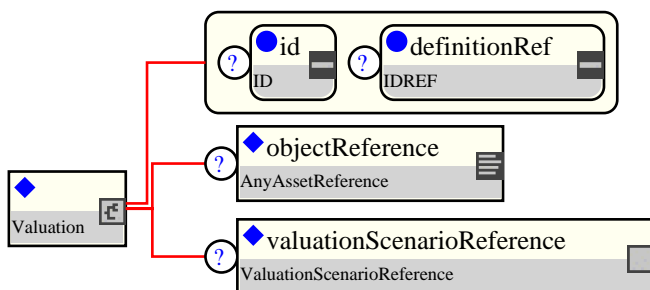 ? id
ID
? definitionRef
IDREF
? objectReference
AnyAssetReference
Valuation
? valuationScenarioReference
ValuationScenarioReference